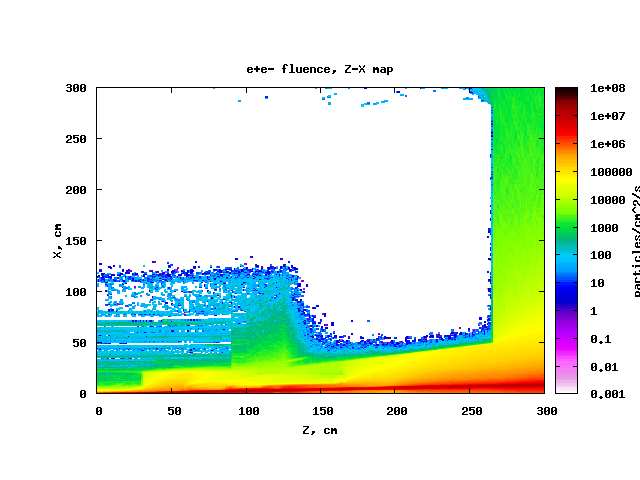 e+e- fluence, Z-X map
300
250
200
150
100
50
0
X, cm
0 50 100 150 200 250 300
Z, cm
1e+08
1e+07
1e+06
100000
10000
1000
100
10
1
0.1
0.01
0.001
particles/cm^2/s